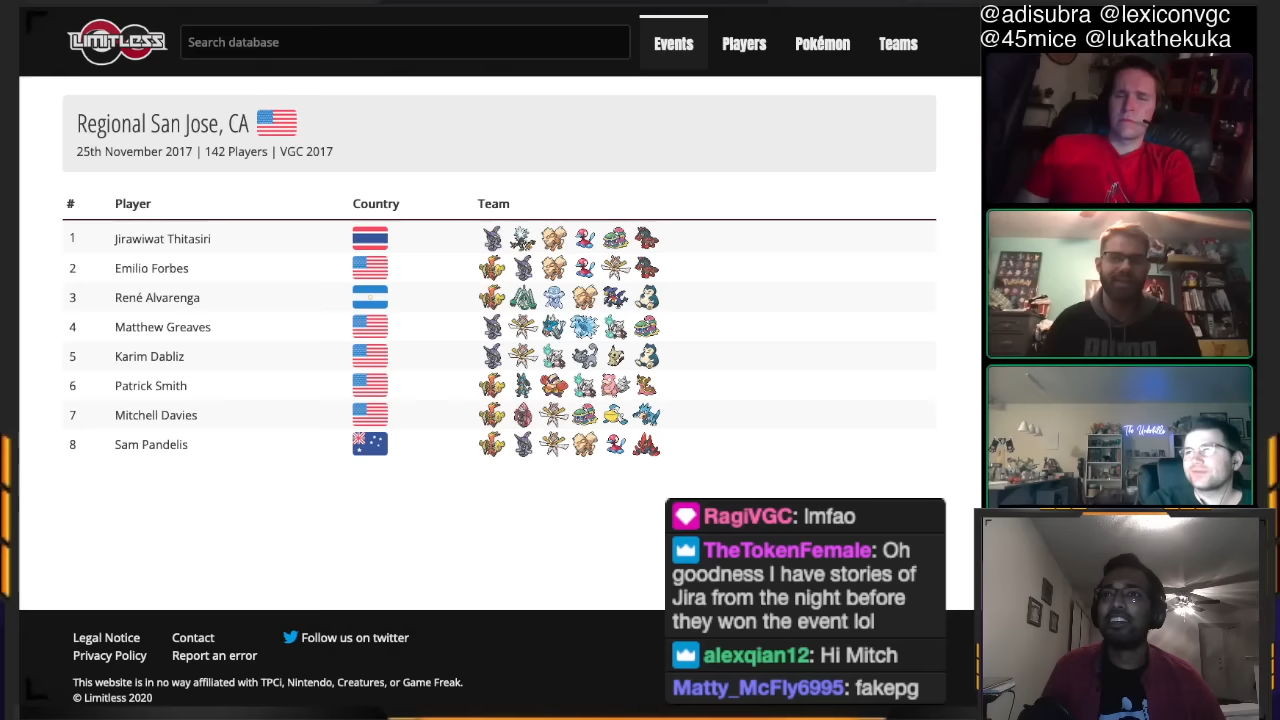 @adisubra @lexiconvgc
@45mice @lukathekuka
LIMITLESS
Search database
Events
Players
Pokémon
Teams
Regional San Jose, CA
25th November 2017 | 142 Players | VGC 2017
# Player Country Team
1 Jirawiwat Thitasiri
2 Emilio Forbes
3 René Alvarenga
4 Matthew Greaves
5 Karim Dabliz
6 Patrick Smith
7 Mitchell Davies
8 Sam Pandelis
RagiVGC: lmfao
TheTokenFemale: Oh
goodness I have stories of
Jira from the night before
they won the event lol
alexqian12: Hi Mitch
Matty_McFly6995: fakepg
Legal Notice Contact Follow us on twitter
Privacy Policy Report an error
This website is in no way affiliated with TPCi, Nintendo, Creatures, or Game Freak.
© Limitless 2020
PUMA